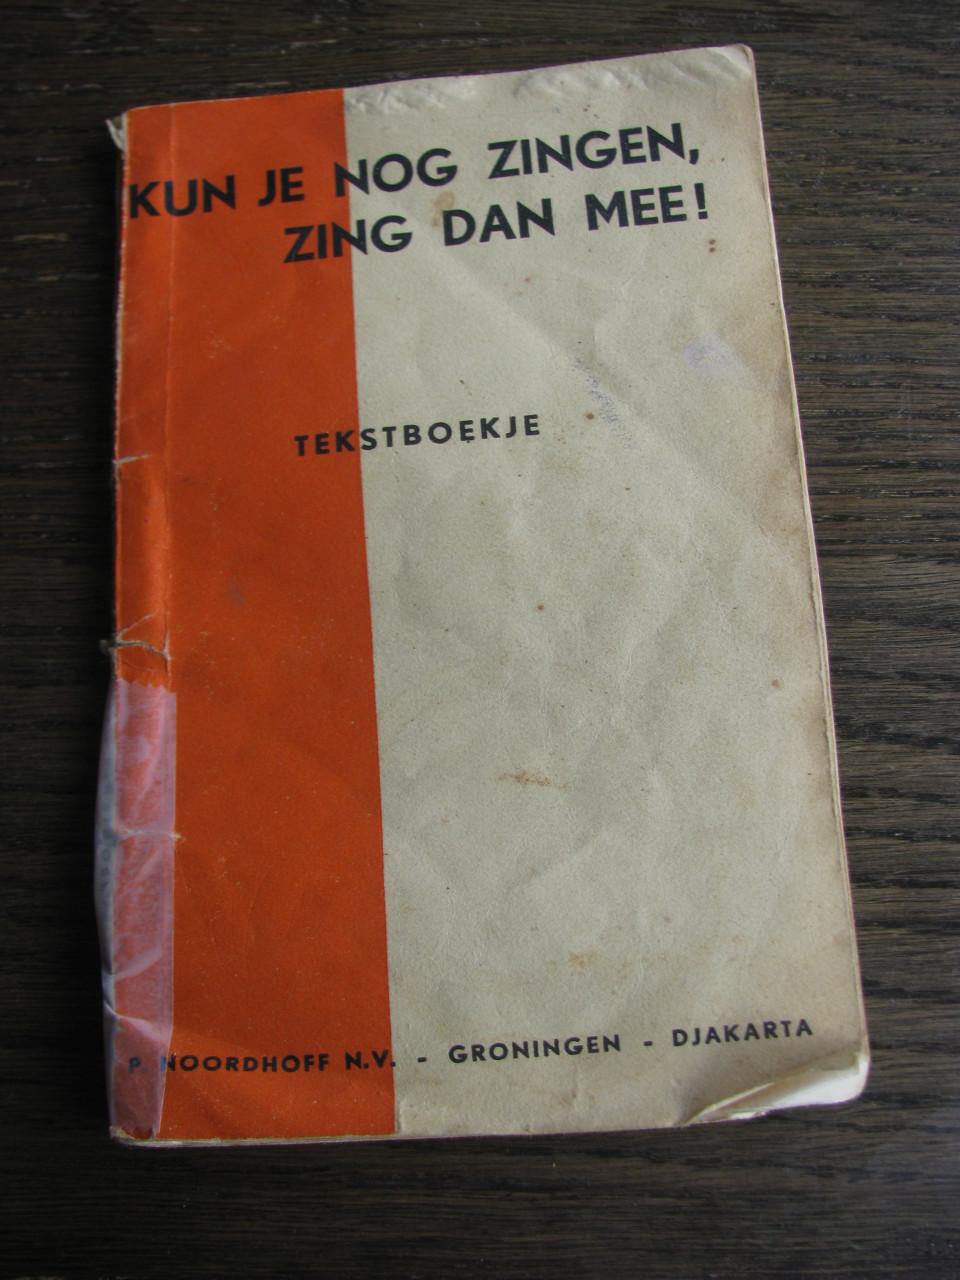 KUN JE NOG ZINGEN,
ZING DAN MEE!
TEKSTBOEKJE
P. NOORDHOFF N.V. - GRONINGEN - DJAKARTA